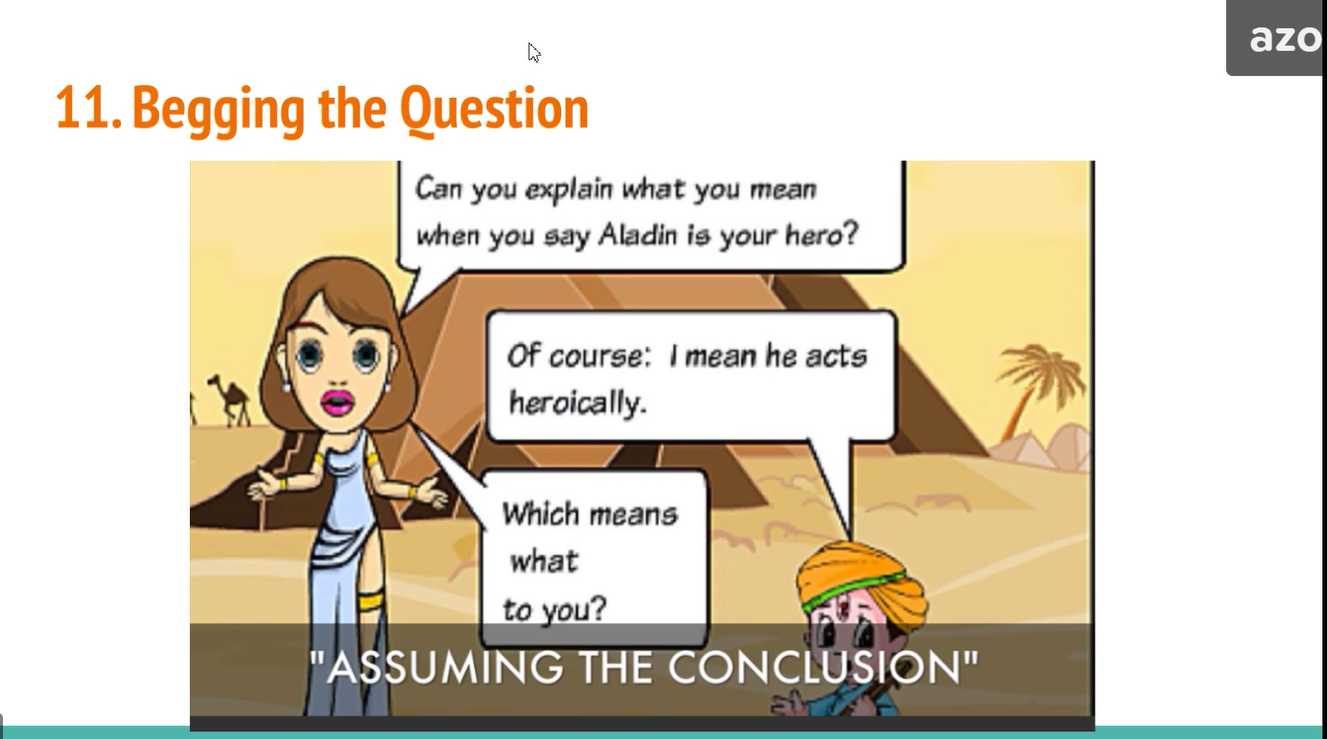 azo
11. Begging the Question
Can you explain what you mean
when you say Aladin is your hero?
Of course: I mean he acts
heroically.
Which means
what
to you?
"ASSUMING THE CONCLUSION"